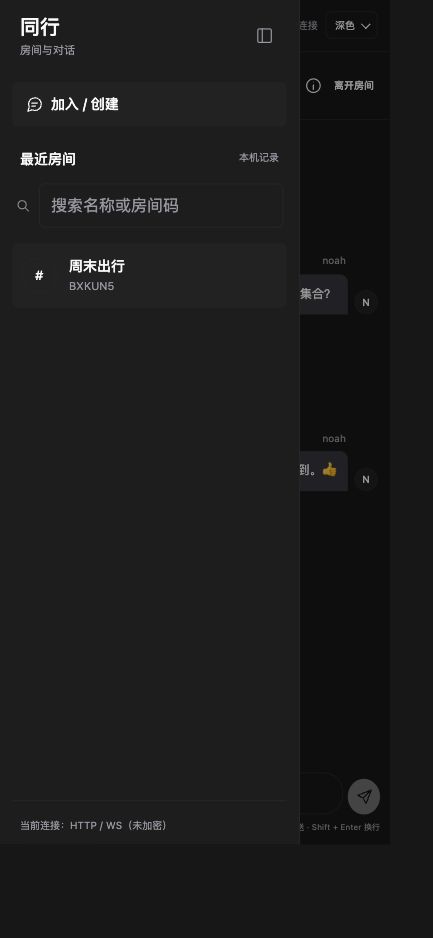 同行
房间与对话
加入 / 创建
最近房间
本机记录
搜索名称或房间码
#
周末出行
BXKUN5
当前连接：HTTP / WS（未加密）
连接
深色
离开房间
noah
集合?
N
noah
到。👍
N
送 · Shift + Enter 换行